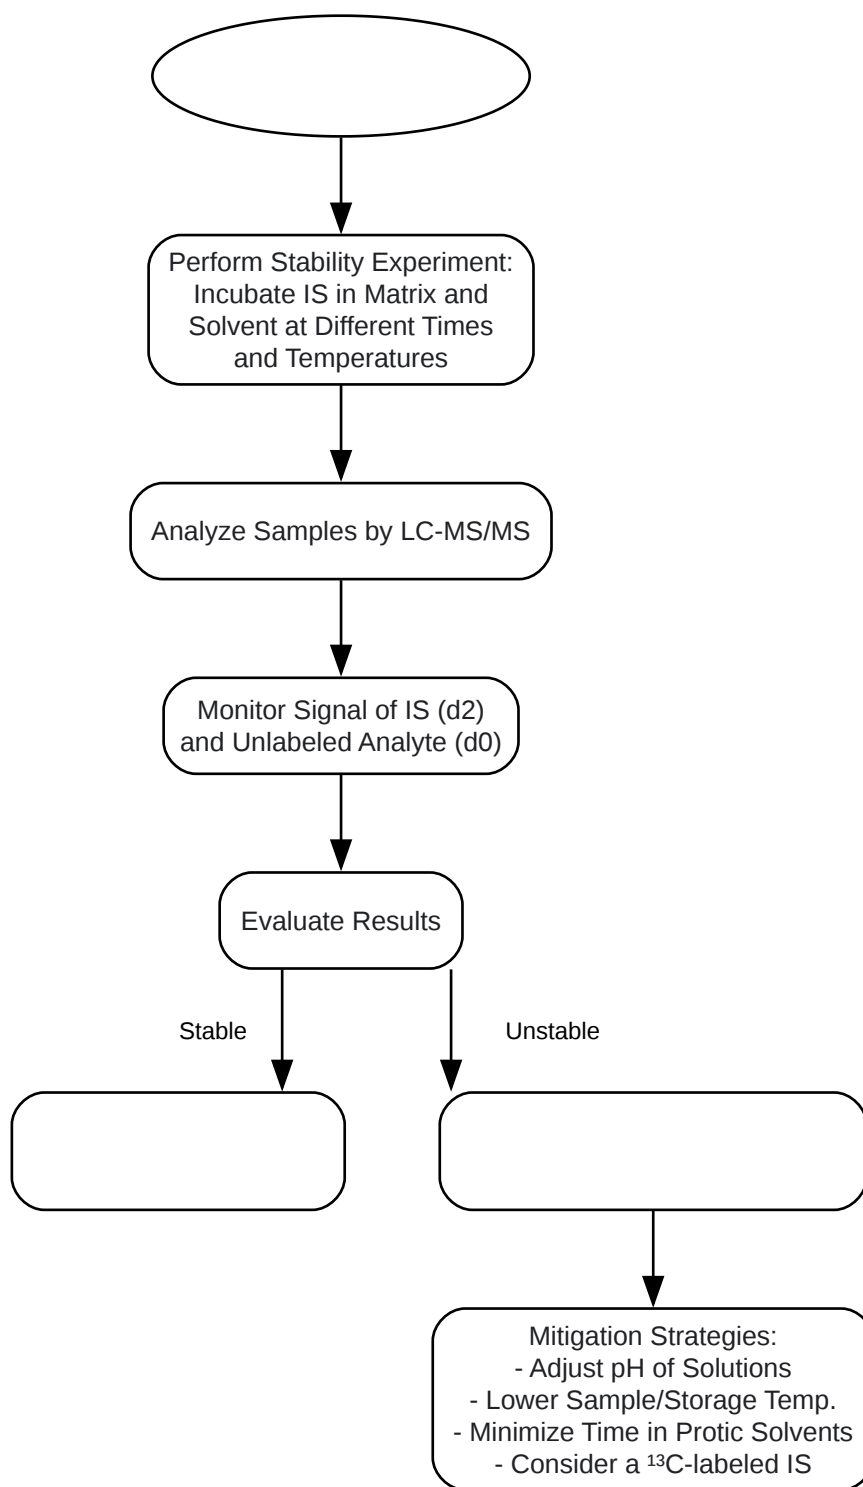 Perform Stability Experiment:
Incubate IS in Matrix and
Solvent at Different Times
and Temperatures
Analyze Samples by LC-MS/MS
Monitor Signal of IS (d2)
and Unlabeled Analyte (d0)
Evaluate Results
Stable
Unstable
Mitigation Strategies:
- Adjust pH of Solutions
- Lower Sample/Storage Temp.
- Minimize Time in Protic Solvents
- Consider a ¹³C-labeled IS